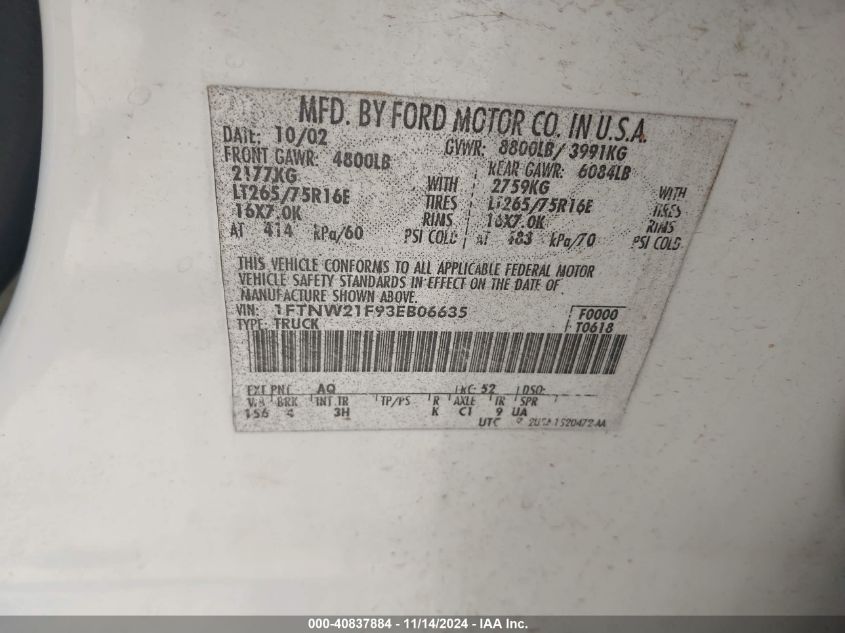 MFD. BY FORD MOTOR CO. IN U.S.A.
DATE: 10/02 GVWR: 8800LB/ 3991KG
FRONT GAWR: 4800LB REAR GAWR: 6084LB
2177KG WITH 2759KG WITH
LT265/75R16E TIRES LT265/75R16E TIRES
16X7.0K RIMS 16X7.0K RIMS
AT 414 kPa/60 PSI COLD AT 483 kPa/70 PSI COLD
THIS VEHICLE CONFORMS TO ALL APPLICABLE FEDERAL MOTOR
VEHICLE SAFETY STANDARDS IN EFFECT ON THE DATE OF
MANUFACTURE SHOWN ABOVE.
VIN: 1FTNW21F93EB06635 F0000
TYPE: TRUCK T0618
EXT PNT: AQ RC: 52 DSO:
WB BRK INT TR TP/PS R AXLE TR SPR
156 4 3H K C1 9 UA
UTC
000-40837884 - 11/14/2024 - IAA Inc.